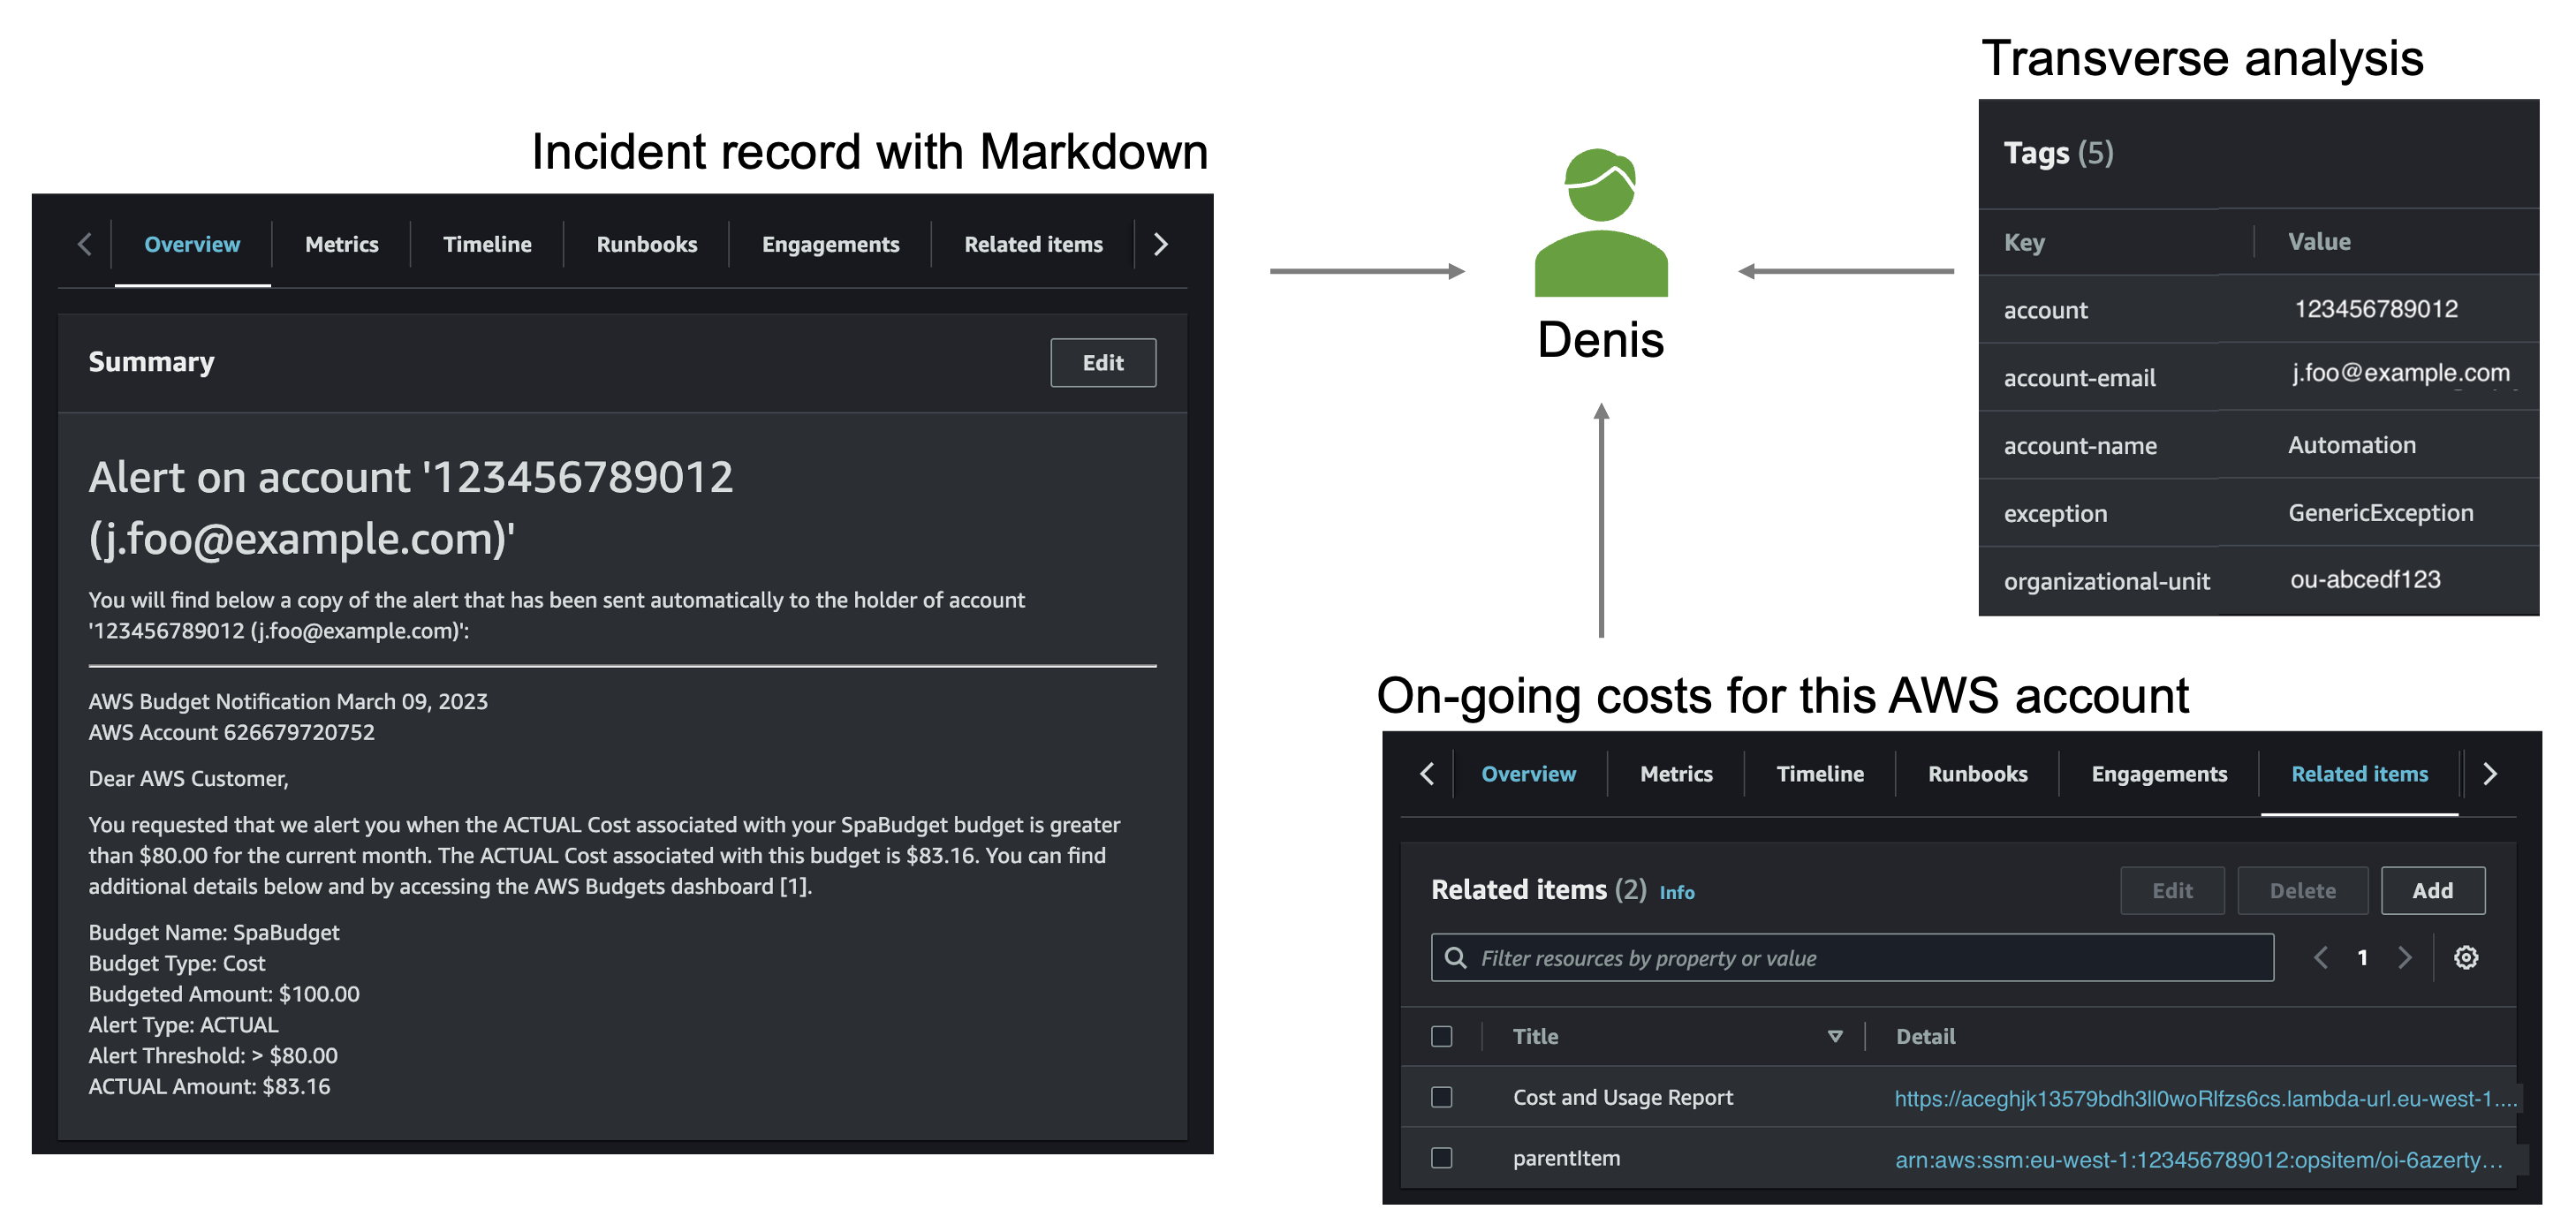 Incident record with Markdown
Overview
Metrics
Timeline
Runbooks
Engagements
Related items
Summary
Edit
Alert on account '123456789012
(j.foo@example.com)'
You will find below a copy of the alert that has been sent automatically to the holder of account
'123456789012 (j.foo@example.com)':
AWS Budget Notification March 09, 2023
AWS Account 626679720752
Dear AWS Customer,
You requested that we alert you when the ACTUAL Cost associated with your SpaBudget budget is greater
than $80.00 for the current month. The ACTUAL Cost associated with this budget is $83.16. You can find
additional details below and by accessing the AWS Budgets dashboard [1].
Budget Name: SpaBudget
Budget Type: Cost
Budgeted Amount: $100.00
Alert Type: ACTUAL
Alert Threshold: > $80.00
ACTUAL Amount: $83.16
Denis
Transverse analysis
Tags (5)
Key Value
account 123456789012
account-email j.foo@example.com
account-name Automation
exception GenericException
organizational-unit ou-abcedf123
On-going costs for this AWS account
Overview
Metrics
Timeline
Runbooks
Engagements
Related items
Related items (2) Info
Edit
Delete
Add
Filter resources by property or value
1
Title Detail
Cost and Usage Report https://aceghjk13579bdh3ll0woRlfzs6cs.lambda-url.eu-west-1....
parentItem arn:aws:ssm:eu-west-1:123456789012:opsitem/oi-6azerty...